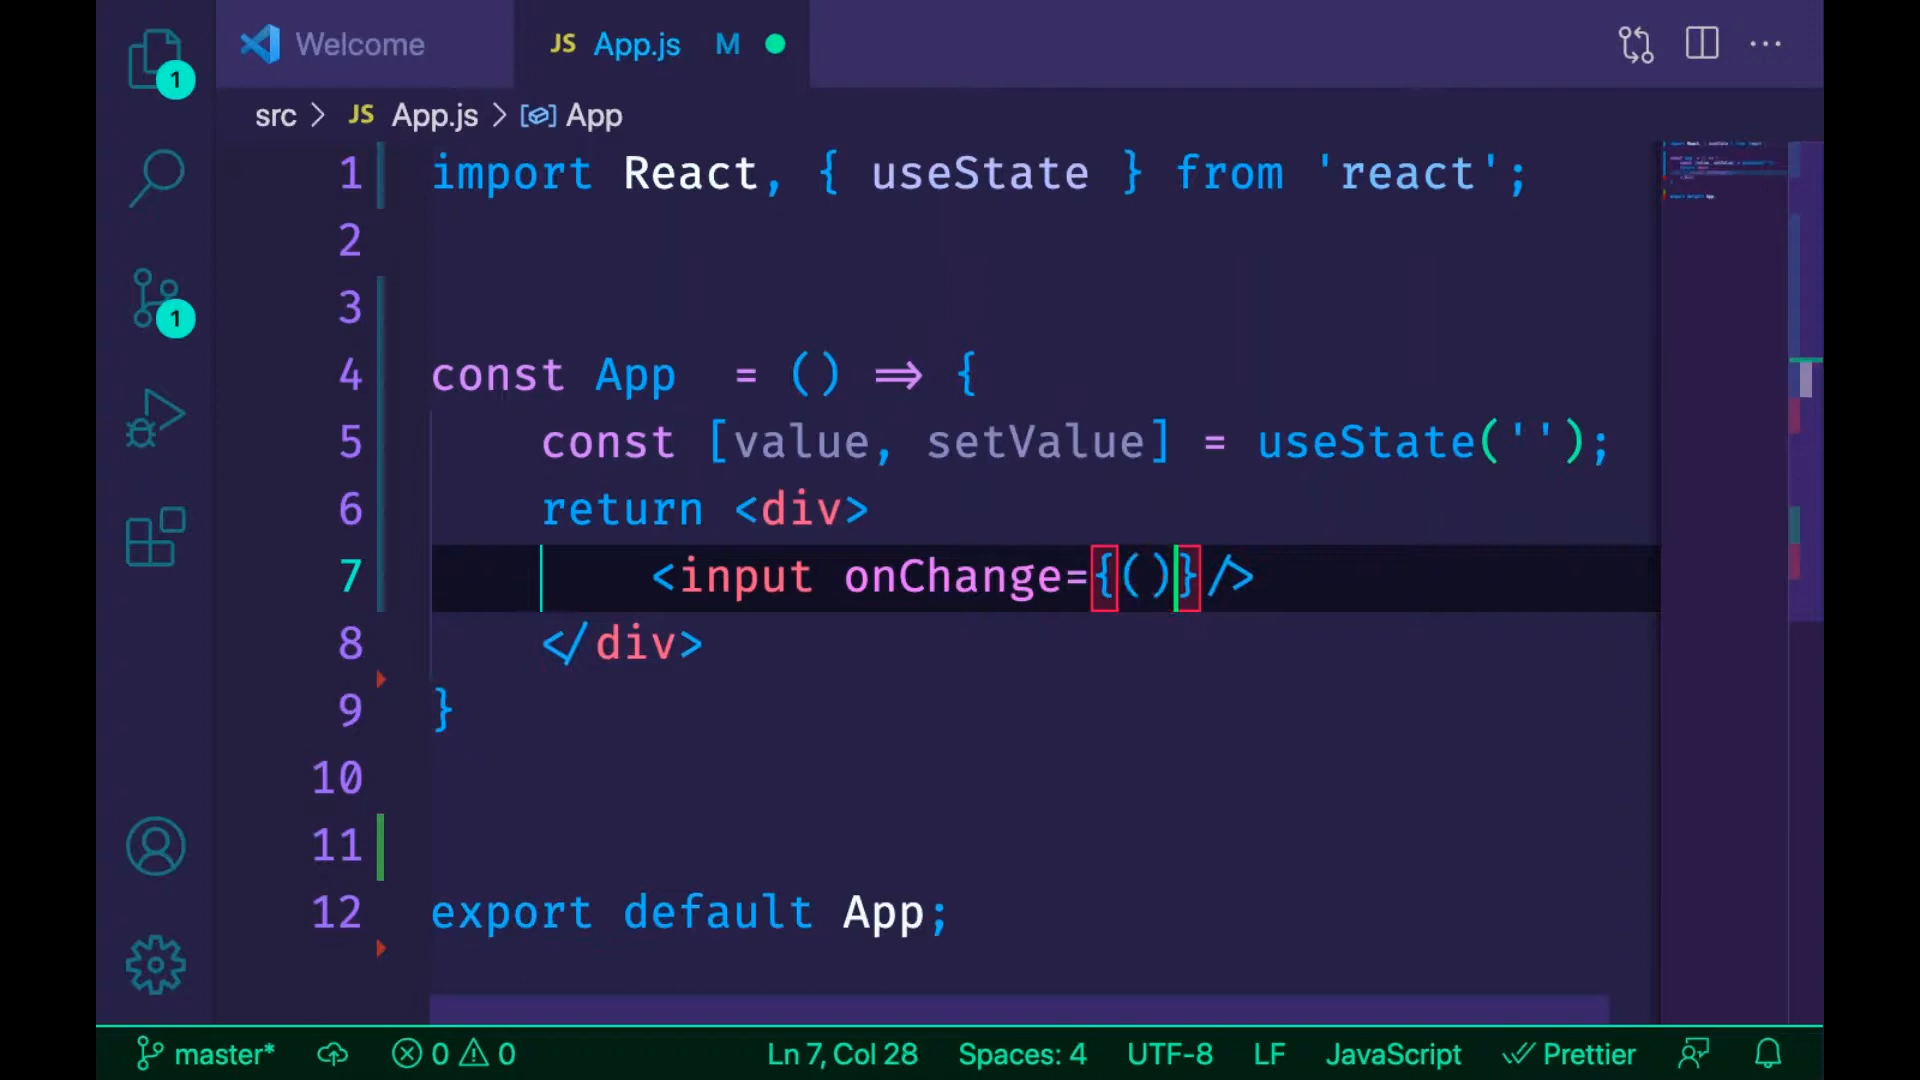 Welcome
JS App.js M
src > JS App.js > App
1
1
1 import React, { useState } from 'react';
2
3
4 const App  = () => {
5 const [value, setValue] = useState('');
6 return <div>
7 <input onChange={()}/>
8 </div>
9 }
10
11
12 export default App;
master* 0 0 Ln 7, Col 28 Spaces: 4 UTF-8 LF JavaScript Prettier